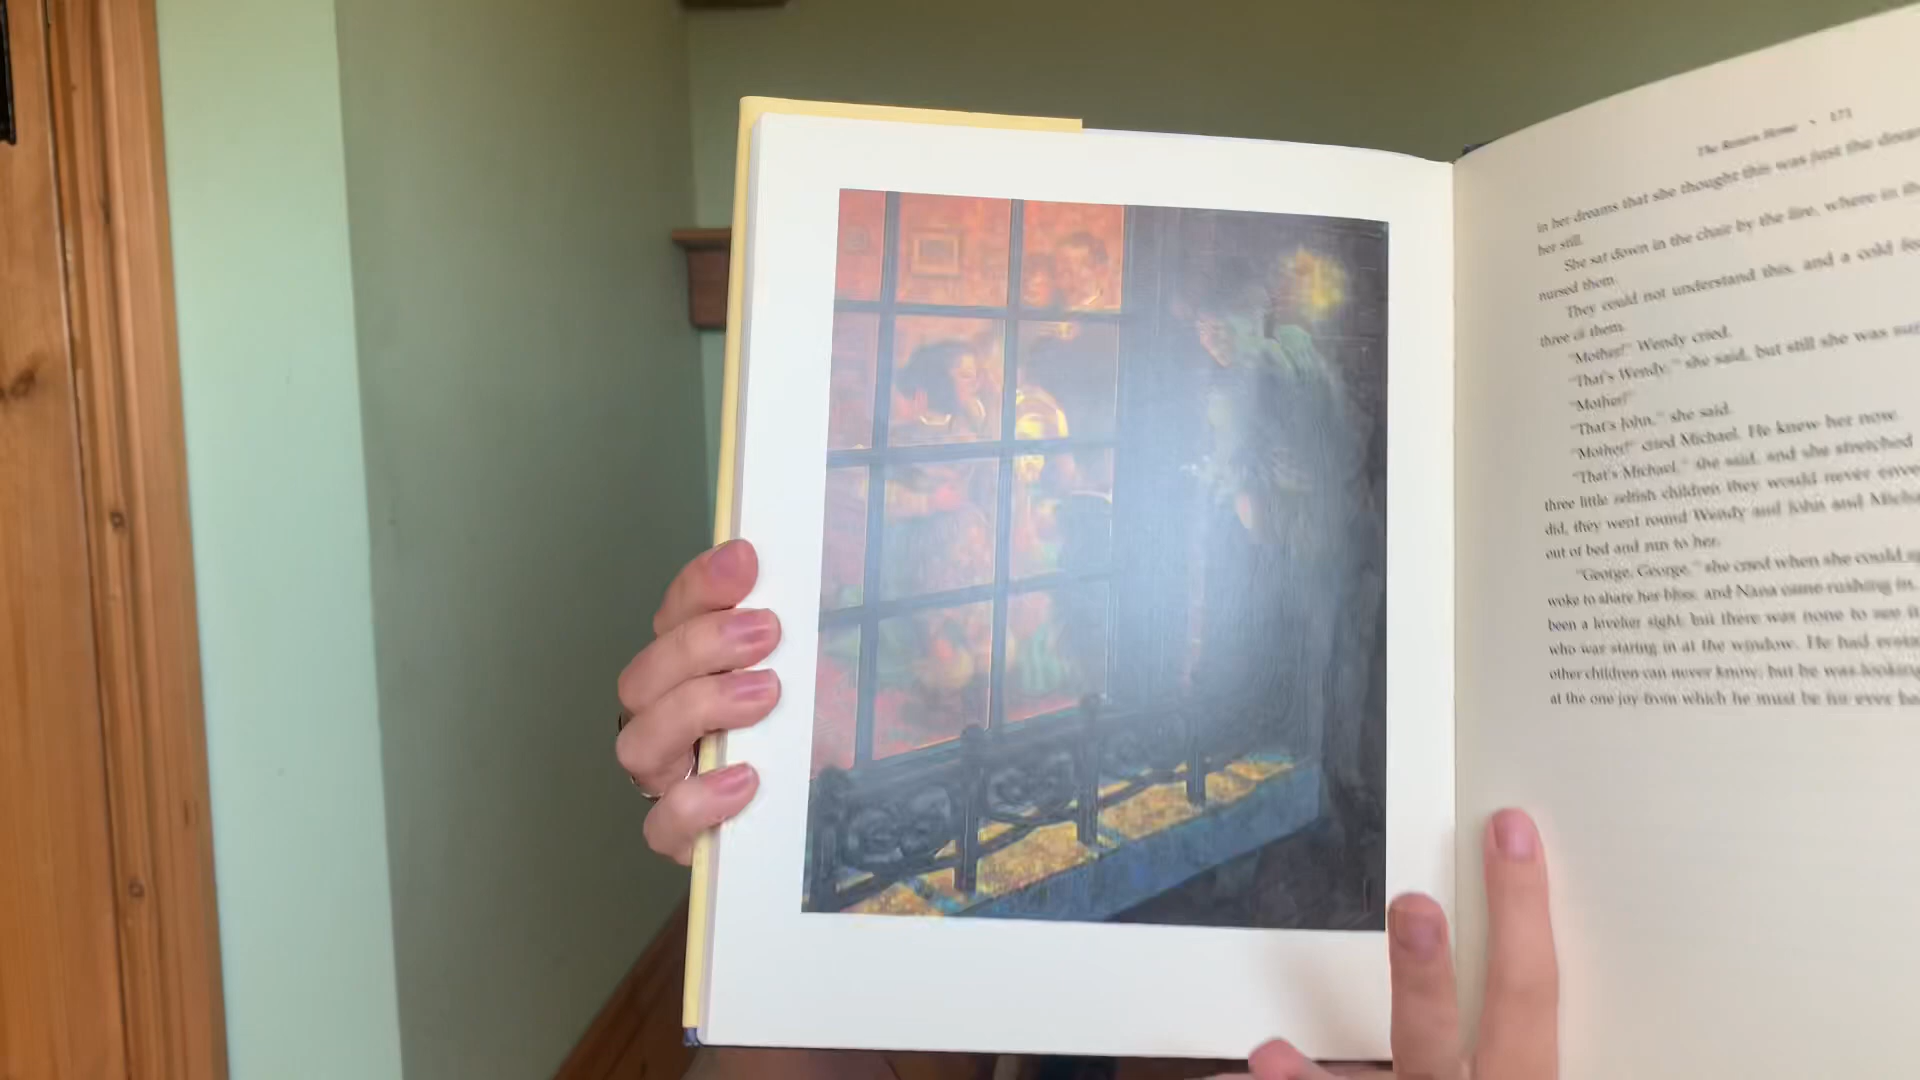 The Return Home • 171
in her dreams that she thought this was just the dream
her still.
She sat down in the chair by the fire, where in
nursed them.
They could not understand this, and a cold
three of them.
"Mother!" Wendy cried.
"That's Wendy," she said, but still she was
"Mother!"
"That's John," she said.
"Mother!" cried Michael. He knew her now.
"That's Michael," she said, and she stretched
three little selfish children they would never
did, they went round Wendy and John and
out of bed and run to her.
"George, George," she cried when she could
woke to share her bliss, and Nana came rushing in.
been a lovelier sight; but there was none to see
who was staring in at the window. He had
other children can never know; but he was looking
at the one joy from which he must be for ever